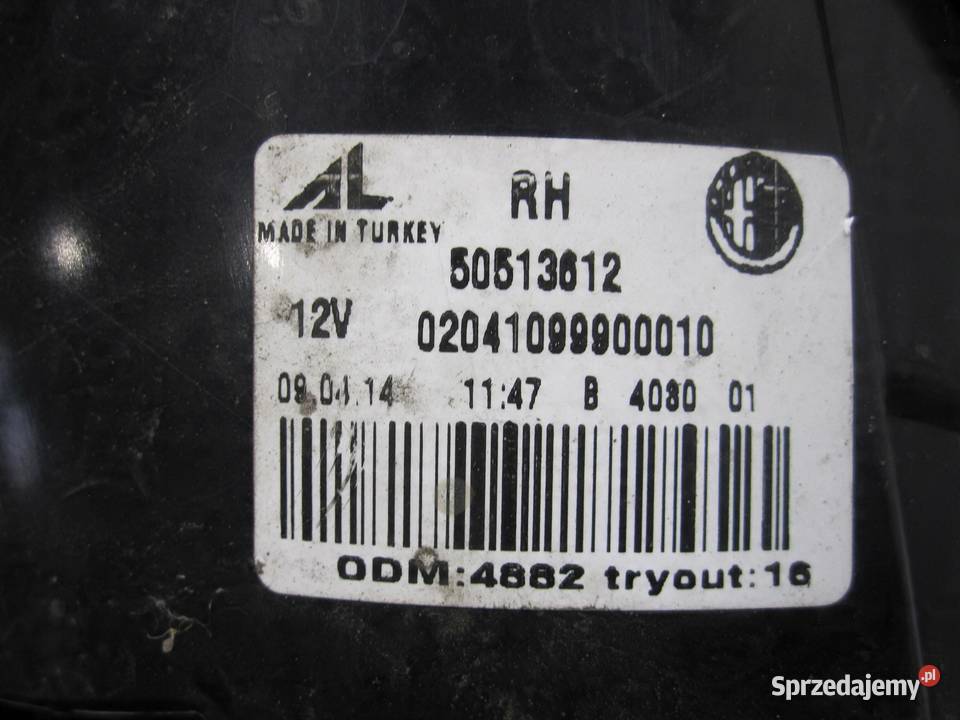 AL RH
MADE IN TURKEY
50513612
12V 02041099900010
09.04.14 11:47 B 4080 01
ODM:4882 tryout:16
Sprzedajemy.pl